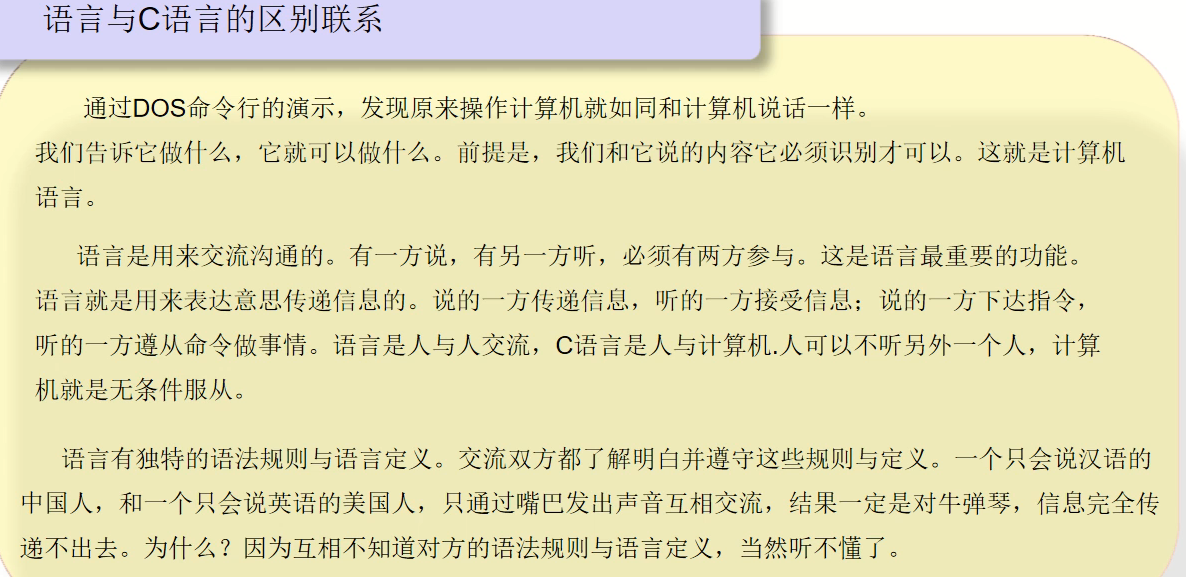 语言与C语言的区别联系
通过DOS命令行的演示，发现原来操作计算机就如同和计算机说话一样。
我们告诉它做什么，它就可以做什么。前提是，我们和它说的内容它必须识别才可以。这就是计算机
语言。
语言是用来交流沟通的。有一方说，有另一方听，必须有两方参与。这是语言最重要的功能。
语言就是用来表达意思传递信息的。说的一方传递信息，听的一方接受信息；说的一方下达指令，
听的一方遵从命令做事情。语言是人与人交流，C语言是人与计算机.人可以不听另外一个人，计算
机就是无条件服从。
语言有独特的语法规则与语言定义。交流双方都了解明白并遵守这些规则与定义。一个只会说汉语的
中国人，和一个只会说英语的美国人，只通过嘴巴发出声音互相交流，结果一定是对牛弹琴，信息完全传
递不出去。为什么？因为互相不知道对方的语法规则与语言定义，当然听不懂了。